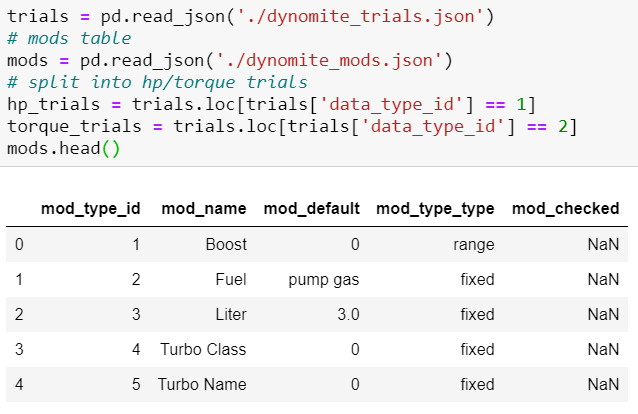 trials = pd.read_json('./dynomite_trials.json')
# mods table
mods = pd.read_json('./dynomite_mods.json')
# split into hp/torque trials
hp_trials = trials.loc[trials['data_type_id'] == 1]
torque_trials = trials.loc[trials['data_type_id'] == 2]
mods.head()
mod_type_id mod_name mod_default mod_type_type mod_checked
0 1 Boost 0 range NaN
1 2 Fuel pump gas fixed NaN
2 3 Liter 3.0 fixed NaN
3 4 Turbo Class 0 fixed NaN
4 5 Turbo Name 0 fixed NaN